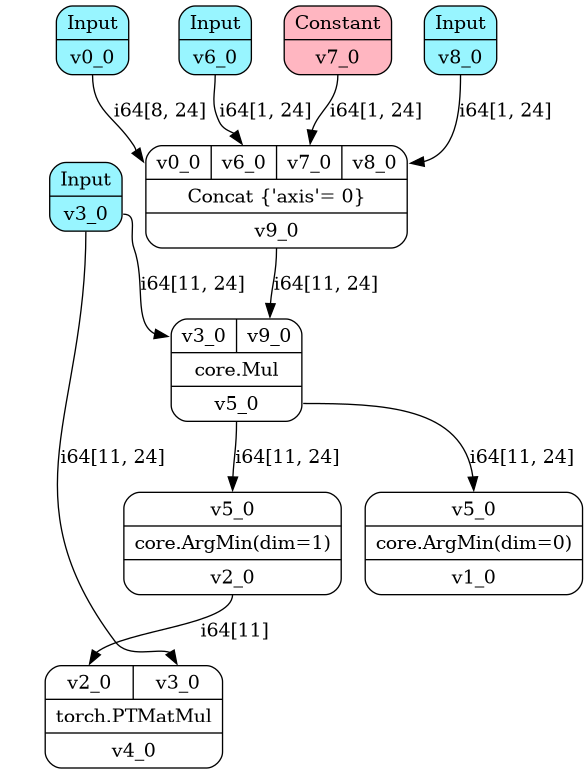 Input
v0_0
Input
v6_0
Constant
v7_0
Input
v8_0
i64[8, 24]
i64[1, 24]
i64[1, 24]
i64[1, 24]
v0_0
v6_0
v7_0
v8_0
Concat {'axis'= 0}
v9_0
Input
v3_0
i64[11, 24]
i64[11, 24]
v3_0
v9_0
core.Mul
v5_0
i64[11, 24]
i64[11, 24]
i64[11, 24]
v5_0
core.ArgMin(dim=1)
v2_0
v5_0
core.ArgMin(dim=0)
v1_0
i64[11]
v2_0
v3_0
torch.PTMatMul
v4_0